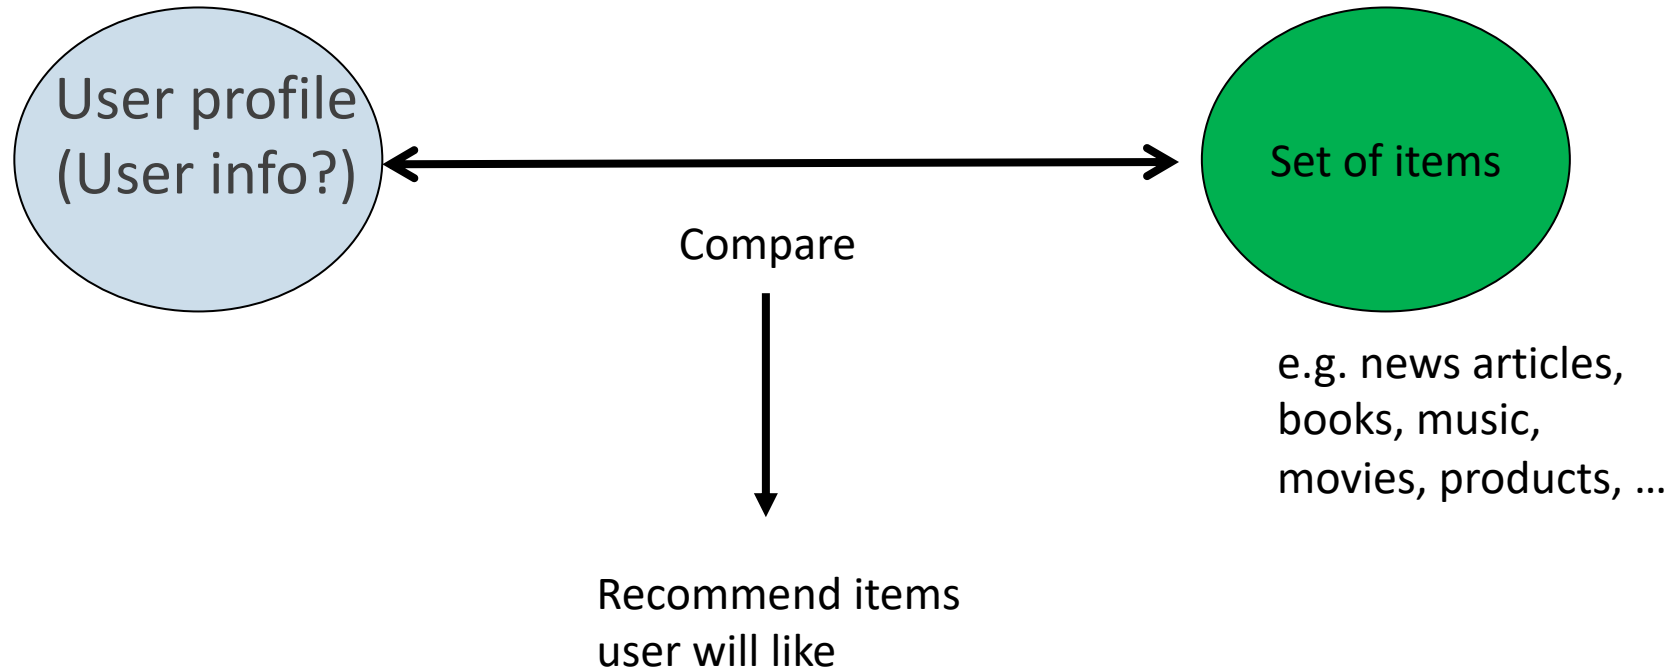 User profile
(User info?)
Set of items
Compare
e.g. news articles,
books, music,
movies, products, …
Recommend items
user will like